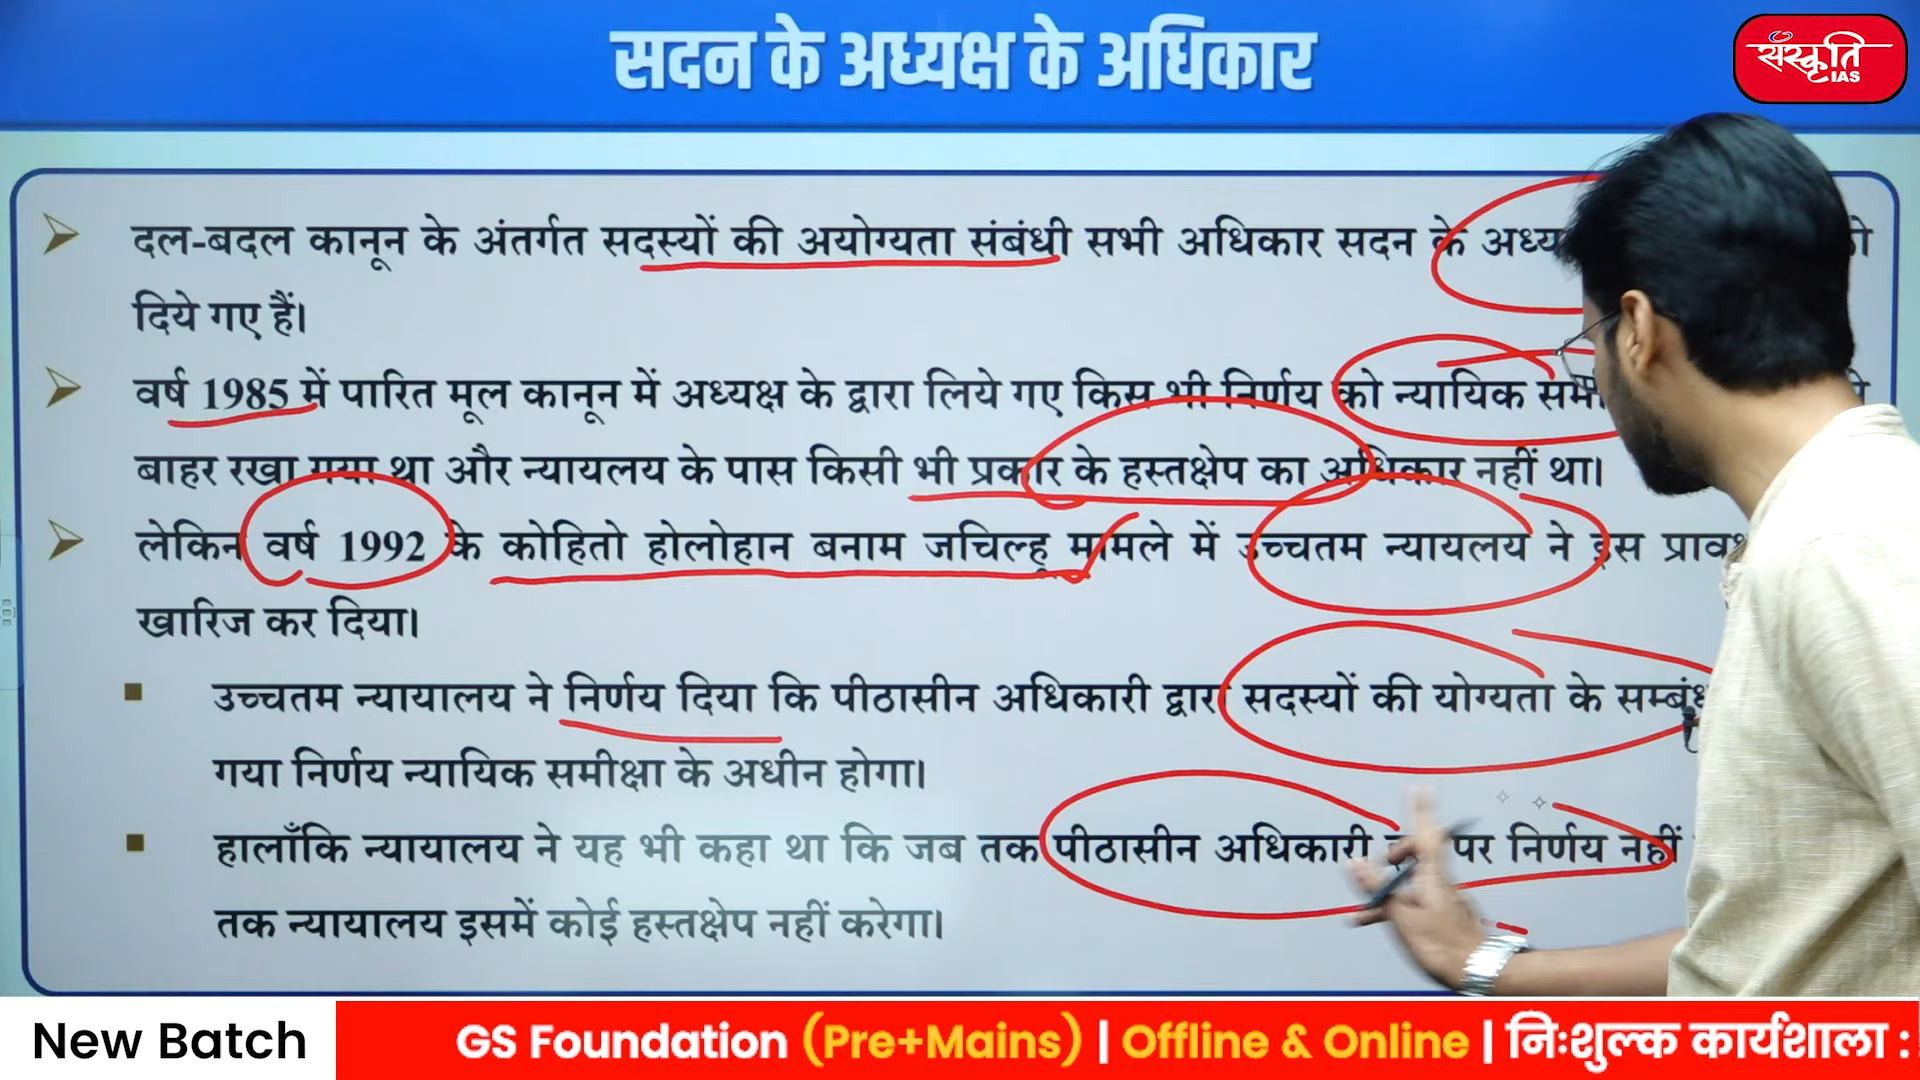 सदन के अध्यक्ष के अधिकार
संस्कृति
IAS
दल-बदल कानून के अंतर्गत सदस्यों की अयोग्यता संबंधी सभी अधिकार सदन के
दिये गए हैं।
वर्ष 1985 में पारित मूल कानून में अध्यक्ष के द्वारा लिये गए किस भी निर्णय को न्यायिक
बाहर रखा गया था और न्यायलय के पास किसी भी प्रकार के हस्तक्षेप का अधिकार नहीं था।
लेकिन वर्ष 1992 के कोहितो होलोहान बनाम जचिल्हू मामले में उच्चतम न्यायलय ने इस
खारिज कर दिया।
उच्चतम न्यायालय ने निर्णय दिया कि पीठासीन अधिकारी द्वारा सदस्यों की योग्यता के
गया निर्णय न्यायिक समीक्षा के अधीन होगा।
हालाँकि न्यायालय ने यह भी कहा था कि जब तक पीठासीन अधिकारी पर निर्णय नहीं
तक न्यायालय इसमें कोई हस्तक्षेप नहीं करेगा।
New Batch GS Foundation (Pre+Mains) | Offline & Online | निःशुल्क कार्यशाला :